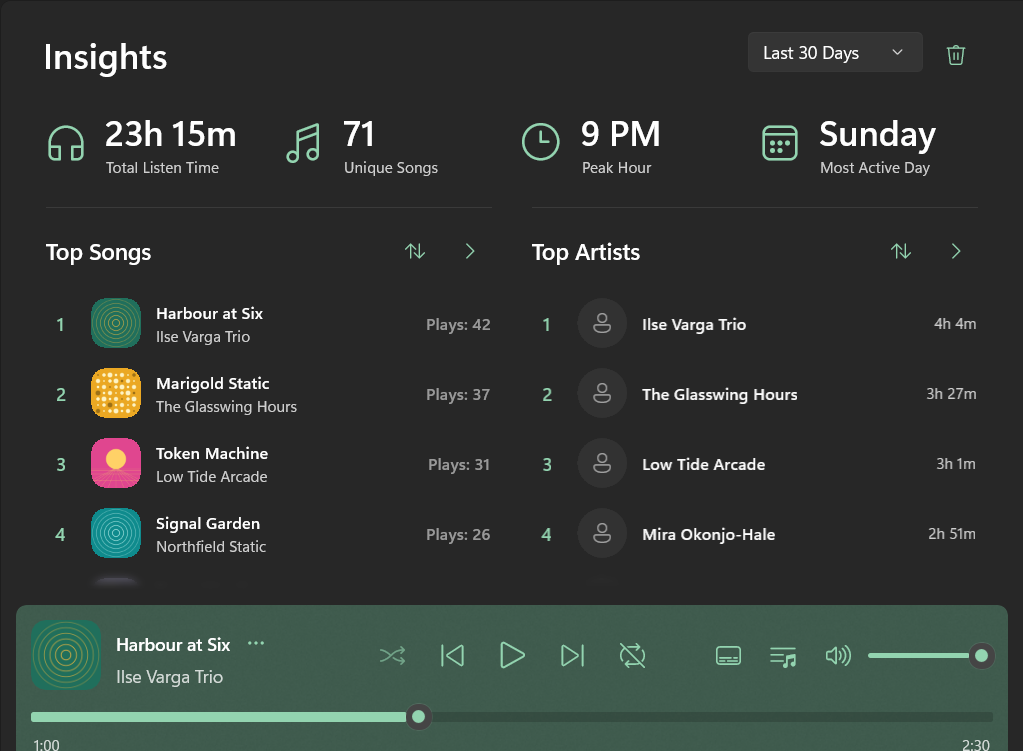 Insights
Last 30 Days
23h 15m
Total Listen Time
71
Unique Songs
9 PM
Peak Hour
Sunday
Most Active Day
Top Songs
1
Harbour at Six
Ilse Varga Trio
Plays: 42
2
Marigold Static
The Glasswing Hours
Plays: 37
3
Token Machine
Low Tide Arcade
Plays: 31
4
Signal Garden
Northfield Static
Plays: 26
Top Artists
1
Ilse Varga Trio
4h 4m
2
The Glasswing Hours
3h 27m
3
Low Tide Arcade
3h 1m
4
Mira Okonjo-Hale
2h 51m
Harbour at Six
Ilse Varga Trio
1:00
2:30